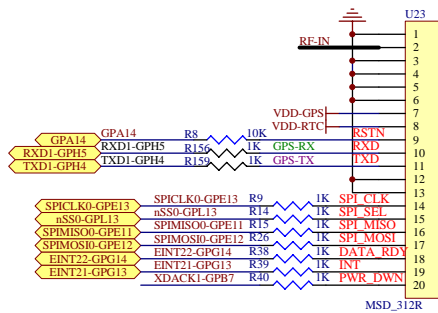 U23
1
RF-IN 2
3
4
5
6
VDD-GPS 7
VDD-RTC 8
GPA14 GPA14 R8 10K RSTN 9
RXD1-GPH5 RXD1-GPH5 R156 1K GPS-RX RXD 10
TXD1-GPH4 TXD1-GPH4 R159 1K GPS-TX TXD 11
12
13
SPICLK0-GPE13 SPICLK0-GPE13 R9 1K SPI_CLK 14
nSS0-GPL13 nSS0-GPL13 R14 1K SPI_SEL 15
SPIMISO0-GPE11 SPIMISO0-GPE11 R15 1K SPI_MISO 16
SPIMOSI0-GPE12 SPIMOSI0-GPE12 R26 1K SPI_MOSI 17
EINT22-GPG14 EINT22-GPG14 R38 1K DATA_RDY 18
EINT21-GPG13 EINT21-GPG13 R39 1K INT 19
XDACK1-GPB7 R40 1K PWR_DWN 20
MSD_312R